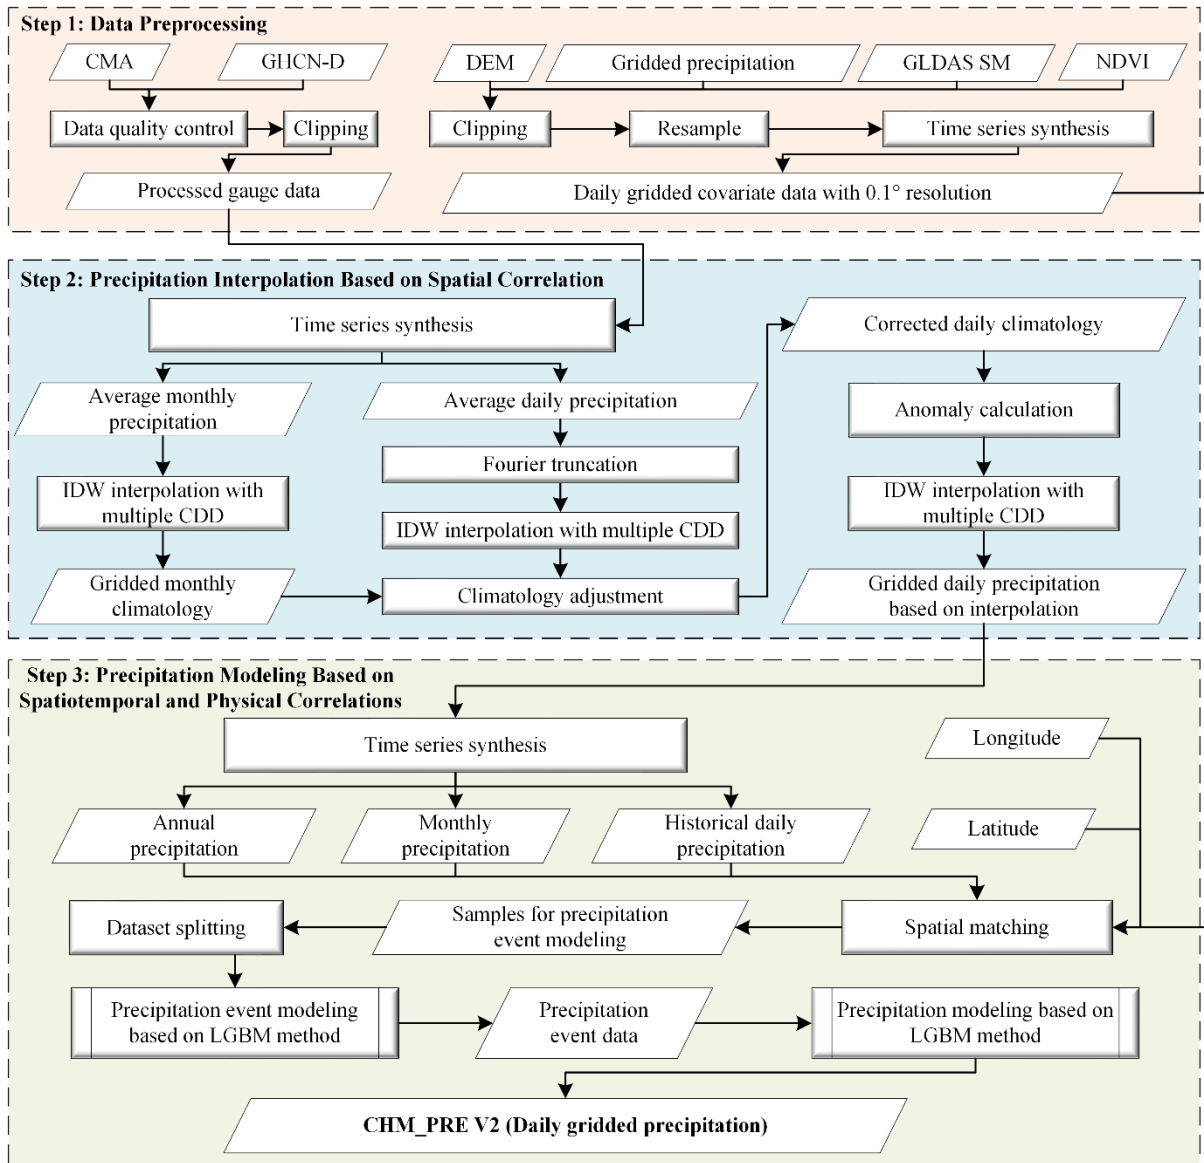 Step 1: Data Preprocessing
CMA
GHCN-D
DEM
Gridded precipitation
GLDAS SM
NDVI
Data quality control
Clipping
Clipping
Resample
Time series synthesis
Processed gauge data
Daily gridded covariate data with 0.1° resolution
Step 2: Precipitation Interpolation Based on Spatial Correlation
Time series synthesis
Corrected daily climatology
Average monthly
precipitation
Average daily precipitation
Anomaly calculation
Fourier truncation
IDW interpolation with
multiple CDD
IDW interpolation with multiple CDD
IDW interpolation with
multiple CDD
Gridded monthly
climatology
Climatology adjustment
Gridded daily precipitation
based on interpolation
Step 3: Precipitation Modeling Based on
Spatiotemporal and Physical Correlations
Time series synthesis
Longitude
Annual
precipitation
Monthly
precipitation
Historical daily
precipitation
Latitude
Dataset splitting
Samples for precipitation
event modeling
Spatial matching
Precipitation event modeling
based on LGBM method
Precipitation
event data
Precipitation modeling based on
LGBM method
CHM_PRE V2 (Daily gridded precipitation)